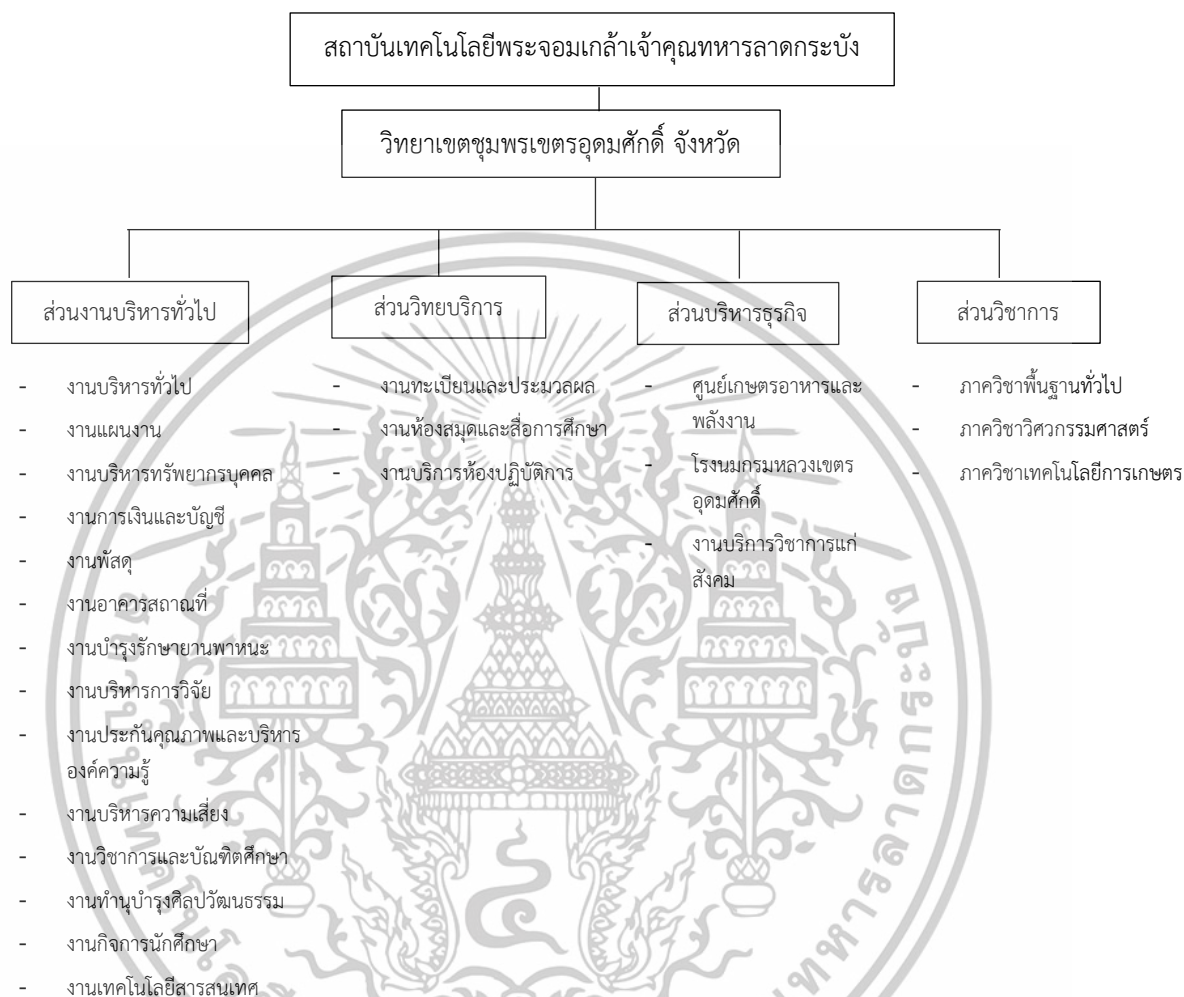 สถาบันเทคโนโลยีพระจอมเกล้าเจ้าคุณทหารลาดกระบัง
วิทยาเขตชุมพรเขตรอุดมศักดิ์ จังหวัด
ส่วนงานบริหารทั่วไป
- งานบริหารทั่วไป
- งานแผนงาน
- งานบริหารทรัพยากรบุคคล
- งานการเงินและบัญชี
- งานพัสดุ
- งานอาคารสถาณที่
- งานบำรุงรักษายานพาหนะ
- งานบริหารการวิจัย
- งานประกันคุณภาพและบริหาร
องค์ความรู้
- งานบริหารความเสี่ยง
- งานวิชาการและบัณฑิตศึกษา
- งานทำนุบำรุงศิลปวัฒนธรรม
- งานกิจการนักศึกษา
- งานเทคโนโลยีสารสนเทศ
ส่วนวิทยบริการ
- งานทะเบียนและประมวลผล
- งานห้องสมุดและสื่อการศึกษา
- งานบริการห้องปฏิบัติการ
ส่วนบริหารธุรกิจ
- ศูนย์เกษตรอาหารและ
พลังงาน
- โรงนมกรมหลวงเขตร
อุดมศักดิ์
- งานบริการวิชาการแก่
สังคม
ส่วนวิชาการ
- ภาควิชาพื้นฐานทั่วไป
- ภาควิชาวิศวกรรมศาสตร์
- ภาควิชาเทคโนโลยีการเกษตร